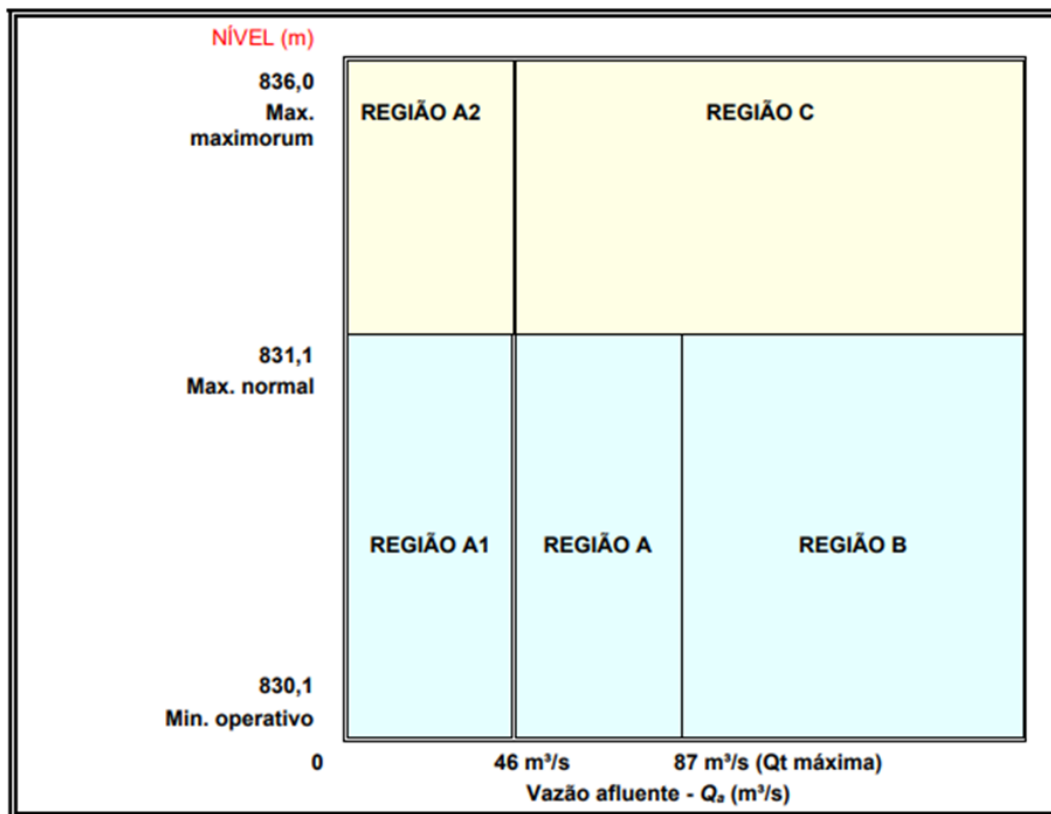 NÍVEL (m)
836,0
Max.
maximorum
REGIÃO A2
REGIÃO C
831,1
Max. normal
REGIÃO A1
REGIÃO A
REGIÃO B
830,1
Min. operativo
0
46 m³/s
87 m³/s (Qt máxima)
Vazão afluente - Qₐ (m³/s)